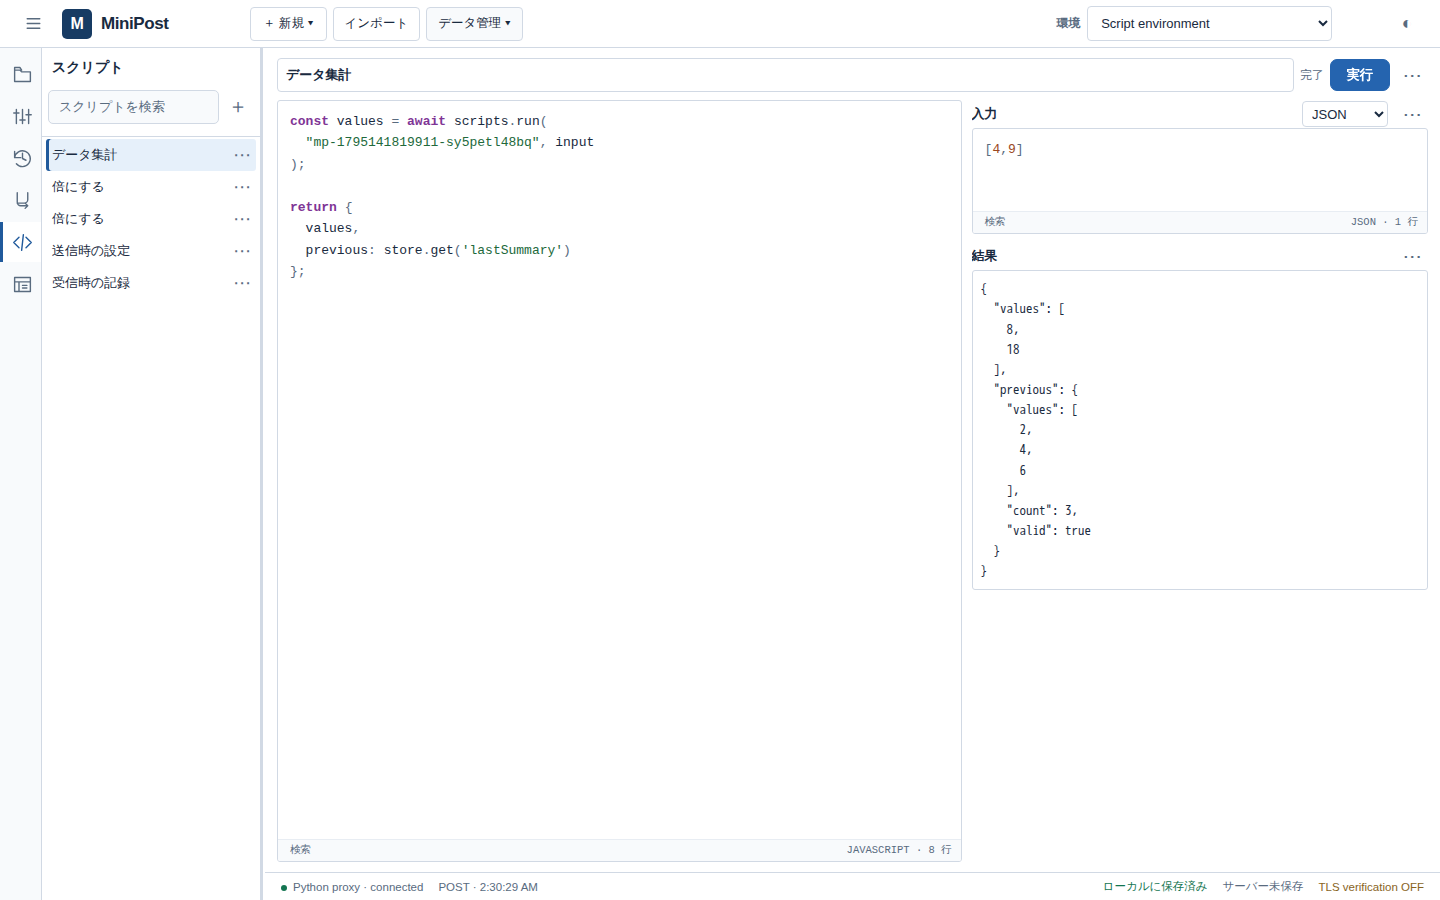 M MiniPost ＋ 新規 ▾ インポート データ管理 ▾ 環境 Script environment
スクリプト
スクリプトを検索 ＋
データ集計 ···
倍にする ···
倍にする ···
送信時の設定 ···
受信時の記録 ···
データ集計 完了 実行 ···
const values = await scripts.run(
  "mp-1795141819911-sy5petl48bq", input
);

return {
  values,
  previous: store.get('lastSummary')
};
検索 JAVASCRIPT · 8 行
入力 JSON ···
[4,9]
検索 JSON · 1 行
結果 ···
{
  "values": [
    8,
    18
  ],
  "previous": {
    "values": [
      2,
      4,
      6
    ],
    "count": 3,
    "valid": true
  }
}
Python proxy · connected POST · 2:30:29 AM ローカルに保存済み サーバー未保存 TLS verification OFF